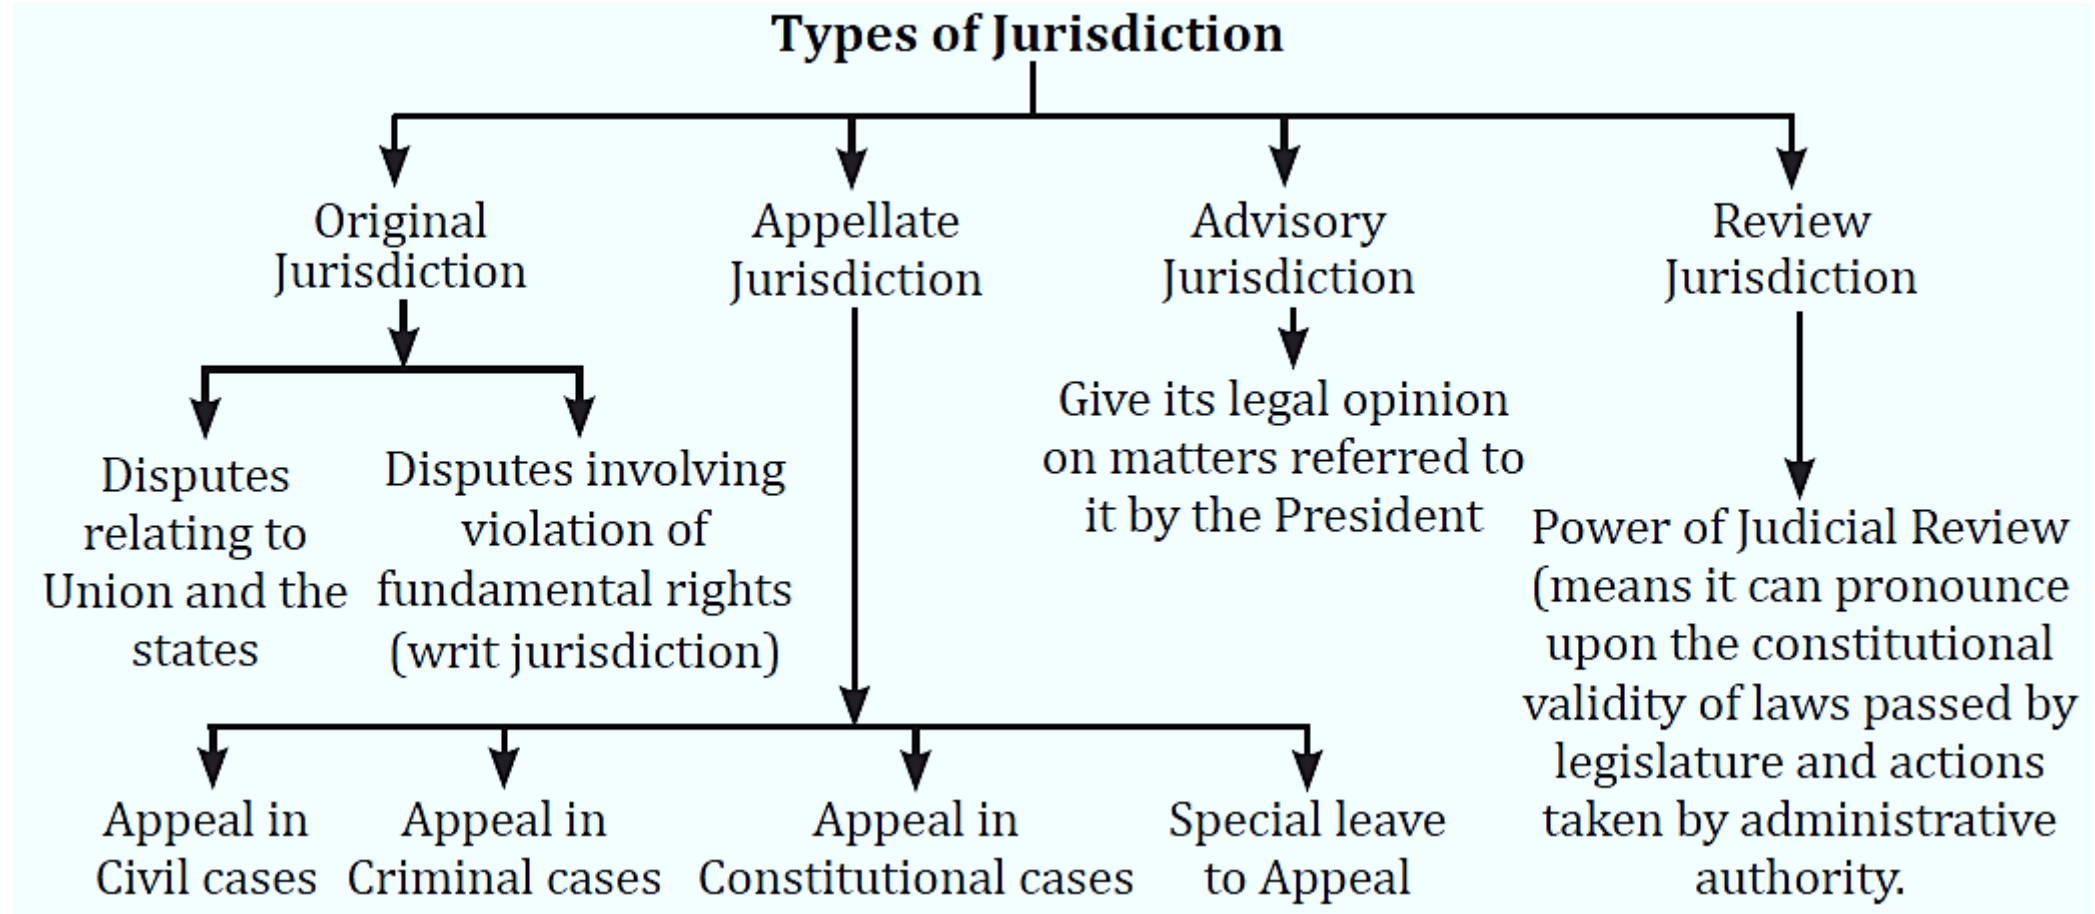 Types of Jurisdiction
Original
Jurisdiction
Appellate
Jurisdiction
Advisory
Jurisdiction
Review
Jurisdiction
Disputes
relating to
Union and the
states
Disputes involving
violation of
fundamental rights
(writ jurisdiction)
Give its legal opinion
on matters referred to
it by the President
Power of Judicial Review
(means it can pronounce
upon the constitutional
validity of laws passed by
legislature and actions
taken by administrative
authority.
Appeal in
Civil cases
Appeal in
Criminal cases
Appeal in
Constitutional cases
Special leave
to Appeal